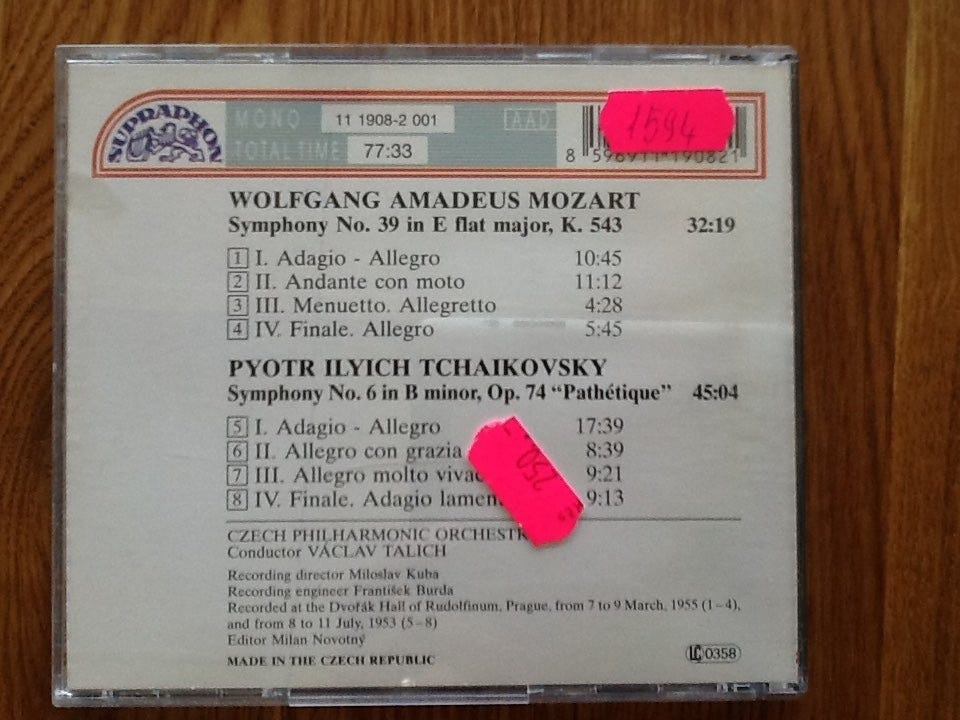 SUPRAPHON
MONO 11 1908-2 001 AAD
TOTAL TIME 77:33
1594
8 596911 190821
WOLFGANG AMADEUS MOZART
Symphony No. 39 in E flat major, K. 543 32:19
1 I. Adagio - Allegro 10:45
2 II. Andante con moto 11:12
3 III. Menuetto. Allegretto 4:28
4 IV. Finale. Allegro 5:45
PYOTR ILYICH TCHAIKOVSKY
Symphony No. 6 in B minor, Op. 74 "Pathétique" 45:04
5 I. Adagio - Allegro 17:39
6 II. Allegro con grazia 8:39
7 III. Allegro molto 9:21
8 IV. Finale. Adagio 9:13
250
CZECH PHILHARMONIC
Conductor VÁCLAV TALICH
Recording director Miloslav Kuba
Recording engineer František Burda
Recorded at the Dvořák Hall of Rudolfinum, Prague, from 7 to 9 March, 1955 (1–4),
and from 8 to 11 July, 1953 (5–8)
Editor Milan Novotný
MADE IN THE CZECH REPUBLIC
LC 0358